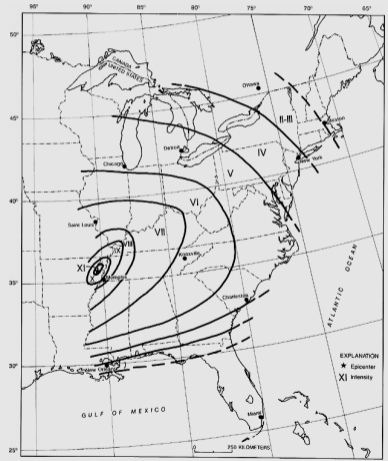 95°
90°
85°
80°
75°
70°
65°
50°
CANADA
UNITED STATES
Ottawa
II-III
45°
Detroit
Boston
IV
Chicago
New York
V
40°
VI
Saint Louis
VII
VIII
IX
XI
Memphis
Knoxville
35°
Charleston
ATLANTIC OCEAN
EXPLANATION
★ Epicenter
XI Intensity
30°
New Orleans
GULF OF MEXICO
Miami
0 250 KILOMETERS
25°